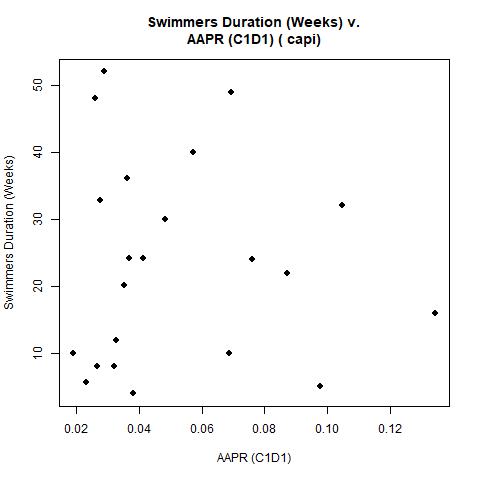 Swimmers Duration (Weeks) v.
AAPR (C1D1) ( capi)
Swimmers Duration (Weeks)
50
40
30
20
10
0.02 0.04 0.06 0.08 0.10 0.12
AAPR (C1D1)